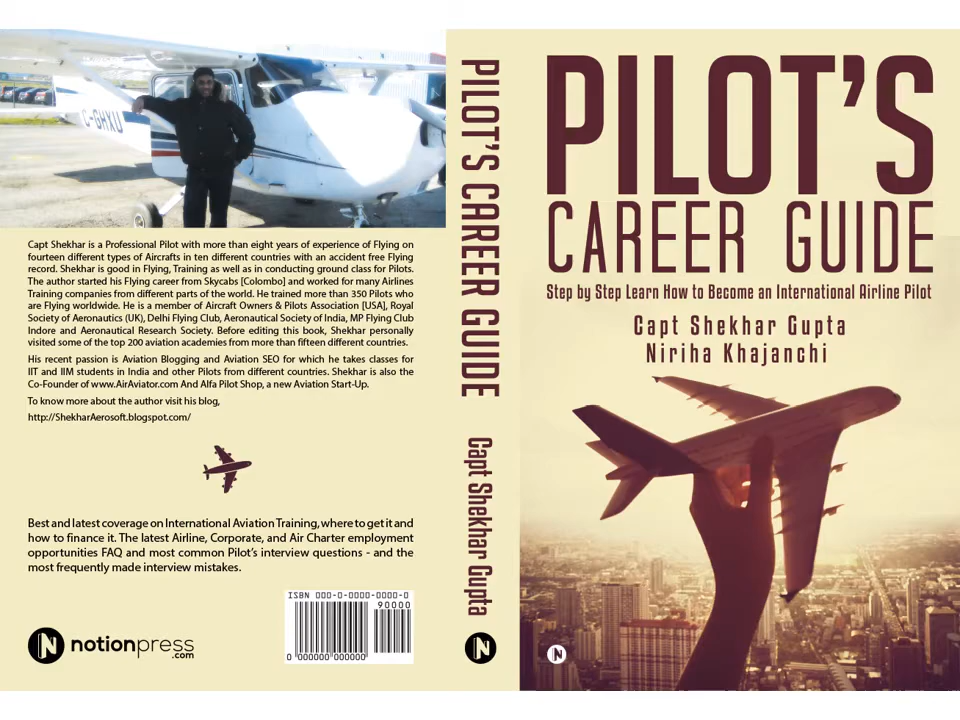 C-GHXU
Capt Shekhar is a Professional Pilot with more than eight years of experience of Flying on
fourteen different types of Aircrafts in ten different countries with an accident free Flying
record. Shekhar is good in Flying, Training as well as in conducting ground class for Pilots.
The author started his Flying career from Skycabs [Colombo] and worked for many Airlines
Training companies from different parts of the world. He trained more than 350 Pilots who
are Flying worldwide. He is a member of Aircraft Owners & Pilots Association [USA], Royal
Society of Aeronautics (UK), Delhi Flying Club, Aeronautical Society of India, MP Flying Club
Indore and Aeronautical Research Society. Before editing this book, Shekhar personally
visited some of the top 200 aviation academies from more than fifteen different countries.
His recent passion is Aviation Blogging and Aviation SEO for which he takes classes for
IIT and IIM students in India and other Pilots from different countries. Shekhar is also the
Co-Founder of www.AirAviator.com And Alfa Pilot Shop, a new Aviation Start-Up.
To know more about the author visit his blog,
http://ShekharAerosoft.blogspot.com/
Best and latest coverage on International Aviation Training, where to get it and
how to finance it. The latest Airline, Corporate, and Air Charter employment
opportunities FAQ and most common Pilot's interview questions - and the
most frequently made interview mistakes.
N notionpress
.com
ISBN 000-0-0000-0000-0
90000
0 000000 000000
PILOT'S CAREER GUIDE
Capt Shekhar Gupta
N
PILOT'S
CAREER GUIDE
Step by Step Learn How to Become an International Airline Pilot
Capt Shekhar Gupta
Niriha Khajanchi
N